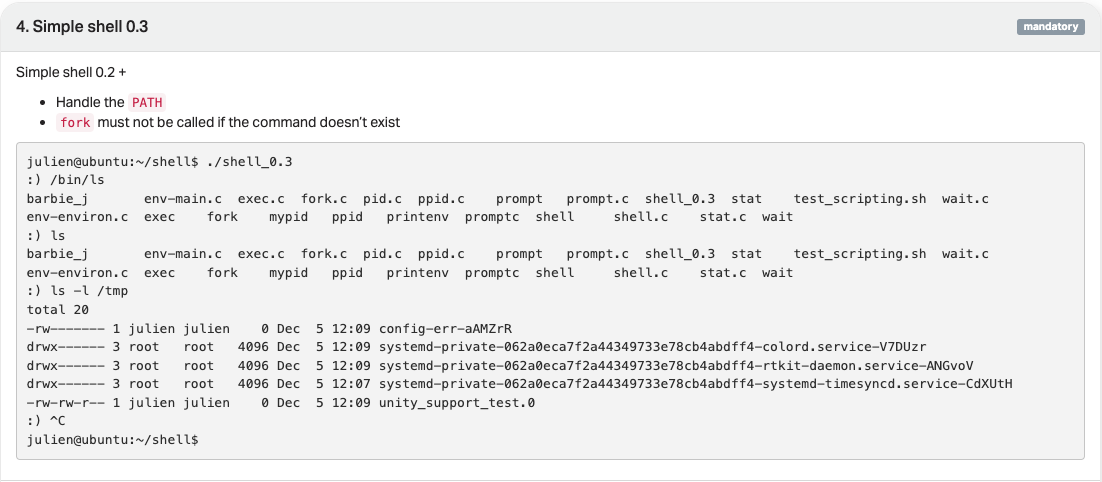 4. Simple shell 0.3
mandatory
Simple shell 0.2 +
• Handle the PATH
• fork must not be called if the command doesn't exist
julien@ubuntu:~/shell$ ./shell_0.3
:) /bin/ls
barbie_j       env-main.c  exec.c  fork.c  pid.c  ppid.c    prompt   prompt.c  shell_0.3  stat    test_scripting.sh  wait.c
env-environ.c  exec    fork    mypid   ppid   printenv  promptc  shell     shell.c    stat.c  wait
:) ls
barbie_j       env-main.c  exec.c  fork.c  pid.c  ppid.c    prompt   prompt.c  shell_0.3  stat    test_scripting.sh  wait.c
env-environ.c  exec    fork    mypid   ppid   printenv  promptc  shell     shell.c    stat.c  wait
:) ls -l /tmp
total 20
-rw------- 1 julien julien    0 Dec  5 12:09 config-err-aAMZrR
drwx------ 3 root   root   4096 Dec  5 12:09 systemd-private-062a0eca7f2a44349733e78cb4abdff4-colord.service-V7DUzr
drwx------ 3 root   root   4096 Dec  5 12:09 systemd-private-062a0eca7f2a44349733e78cb4abdff4-rtkit-daemon.service-ANGvoV
drwx------ 3 root   root   4096 Dec  5 12:07 systemd-private-062a0eca7f2a44349733e78cb4abdff4-systemd-timesyncd.service-CdXUtH
-rw-rw-r-- 1 julien julien    0 Dec  5 12:09 unity_support_test.0
:) ^C
julien@ubuntu:~/shell$